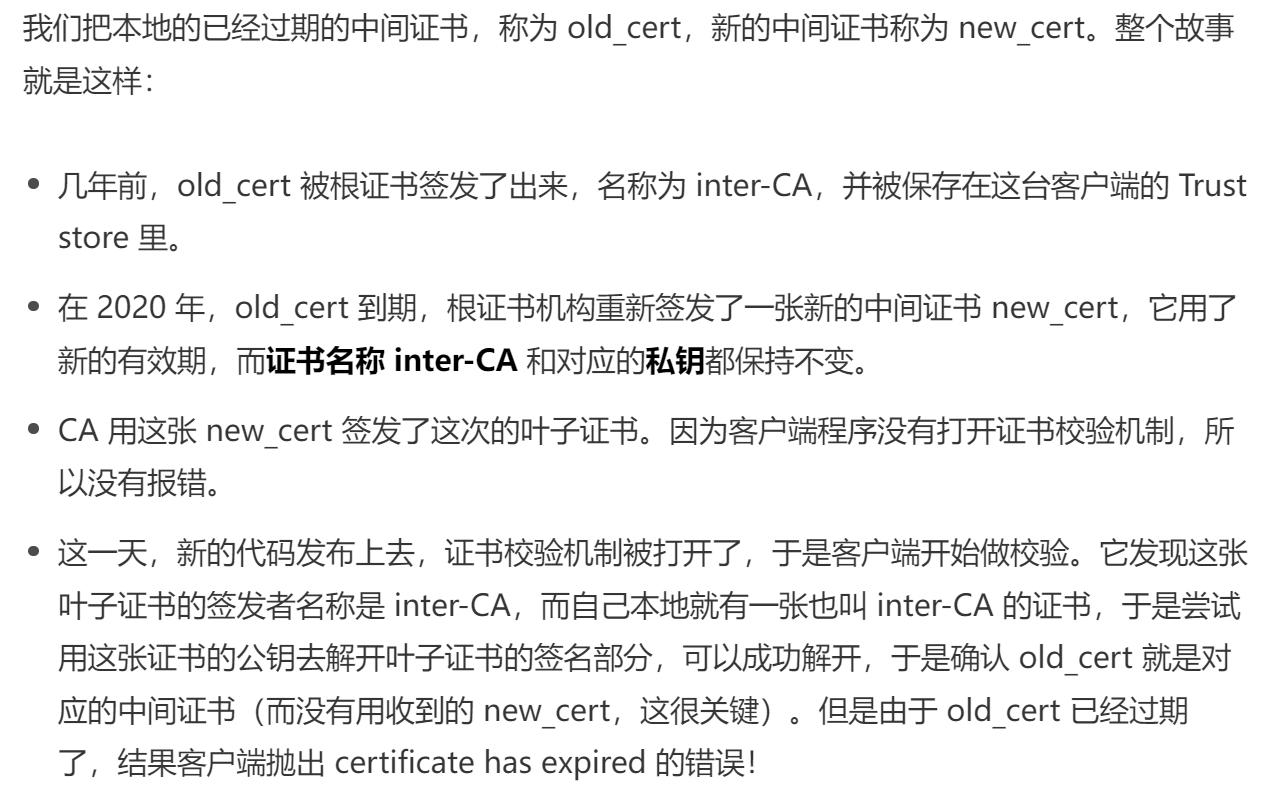 我们把本地的已经过期的中间证书，称为 old_cert，新的中间证书称为 new_cert。整个故事
就是这样：
• 几年前，old_cert 被根证书签发了出来，名称为 inter-CA，并被保存在这台客户端的 Trust
store 里。
• 在 2020 年，old_cert 到期，根证书机构重新签发了一张新的中间证书 new_cert，它用了
新的有效期，而证书名称 inter-CA 和对应的私钥都保持不变。
• CA 用这张 new_cert 签发了这次的叶子证书。因为客户端程序没有打开证书校验机制，所
以没有报错。
• 这一天，新的代码发布上去，证书校验机制被打开了，于是客户端开始做校验。它发现这张
叶子证书的签发者名称是 inter-CA，而自己本地就有一张也叫 inter-CA 的证书，于是尝试
用这张证书的公钥去解开叶子证书的签名部分，可以成功解开，于是确认 old_cert 就是对
应的中间证书（而没有用收到的 new_cert，这很关键）。但是由于 old_cert 已经过期
了，结果客户端抛出 certificate has expired 的错误！